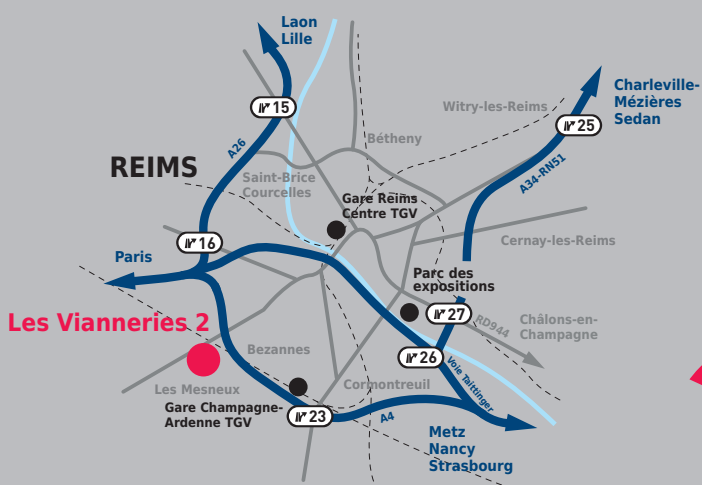 Laon
Lille
15
A26
REIMS
Charleville-
Mézières
Sedan
Witry-les-Reims
25
A34-RN51
Bétheny
Saint-Brice
Courcelles
Gare Reims
Centre TGV
16
Paris
Cernay-les-Reims
Parc des
expositions
27
RD944
Châlons-en-
Champagne
Les Vianneries 2
Bezannes
26
Voie Taittinger
Les Mesneux
Cormontreuil
Gare Champagne-
Ardenne TGV
23
A4
Metz
Nancy
Strasbourg